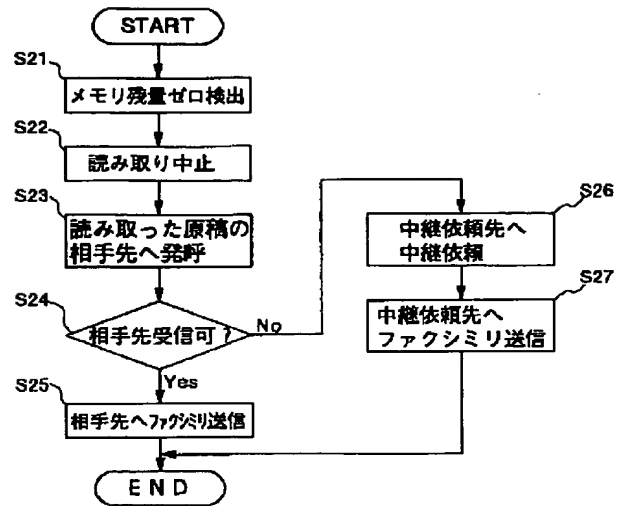 START
S21
メモリ残量ゼロ検出
S22
読み取り中止
S23
読み取った原稿の
相手先へ発呼
S24
相手先受信可?
No
Yes
S25
相手先へファクシミリ送信
S26
中継依頼先へ
中継依頼
S27
中継依頼先へ
ファクシミリ送信
END